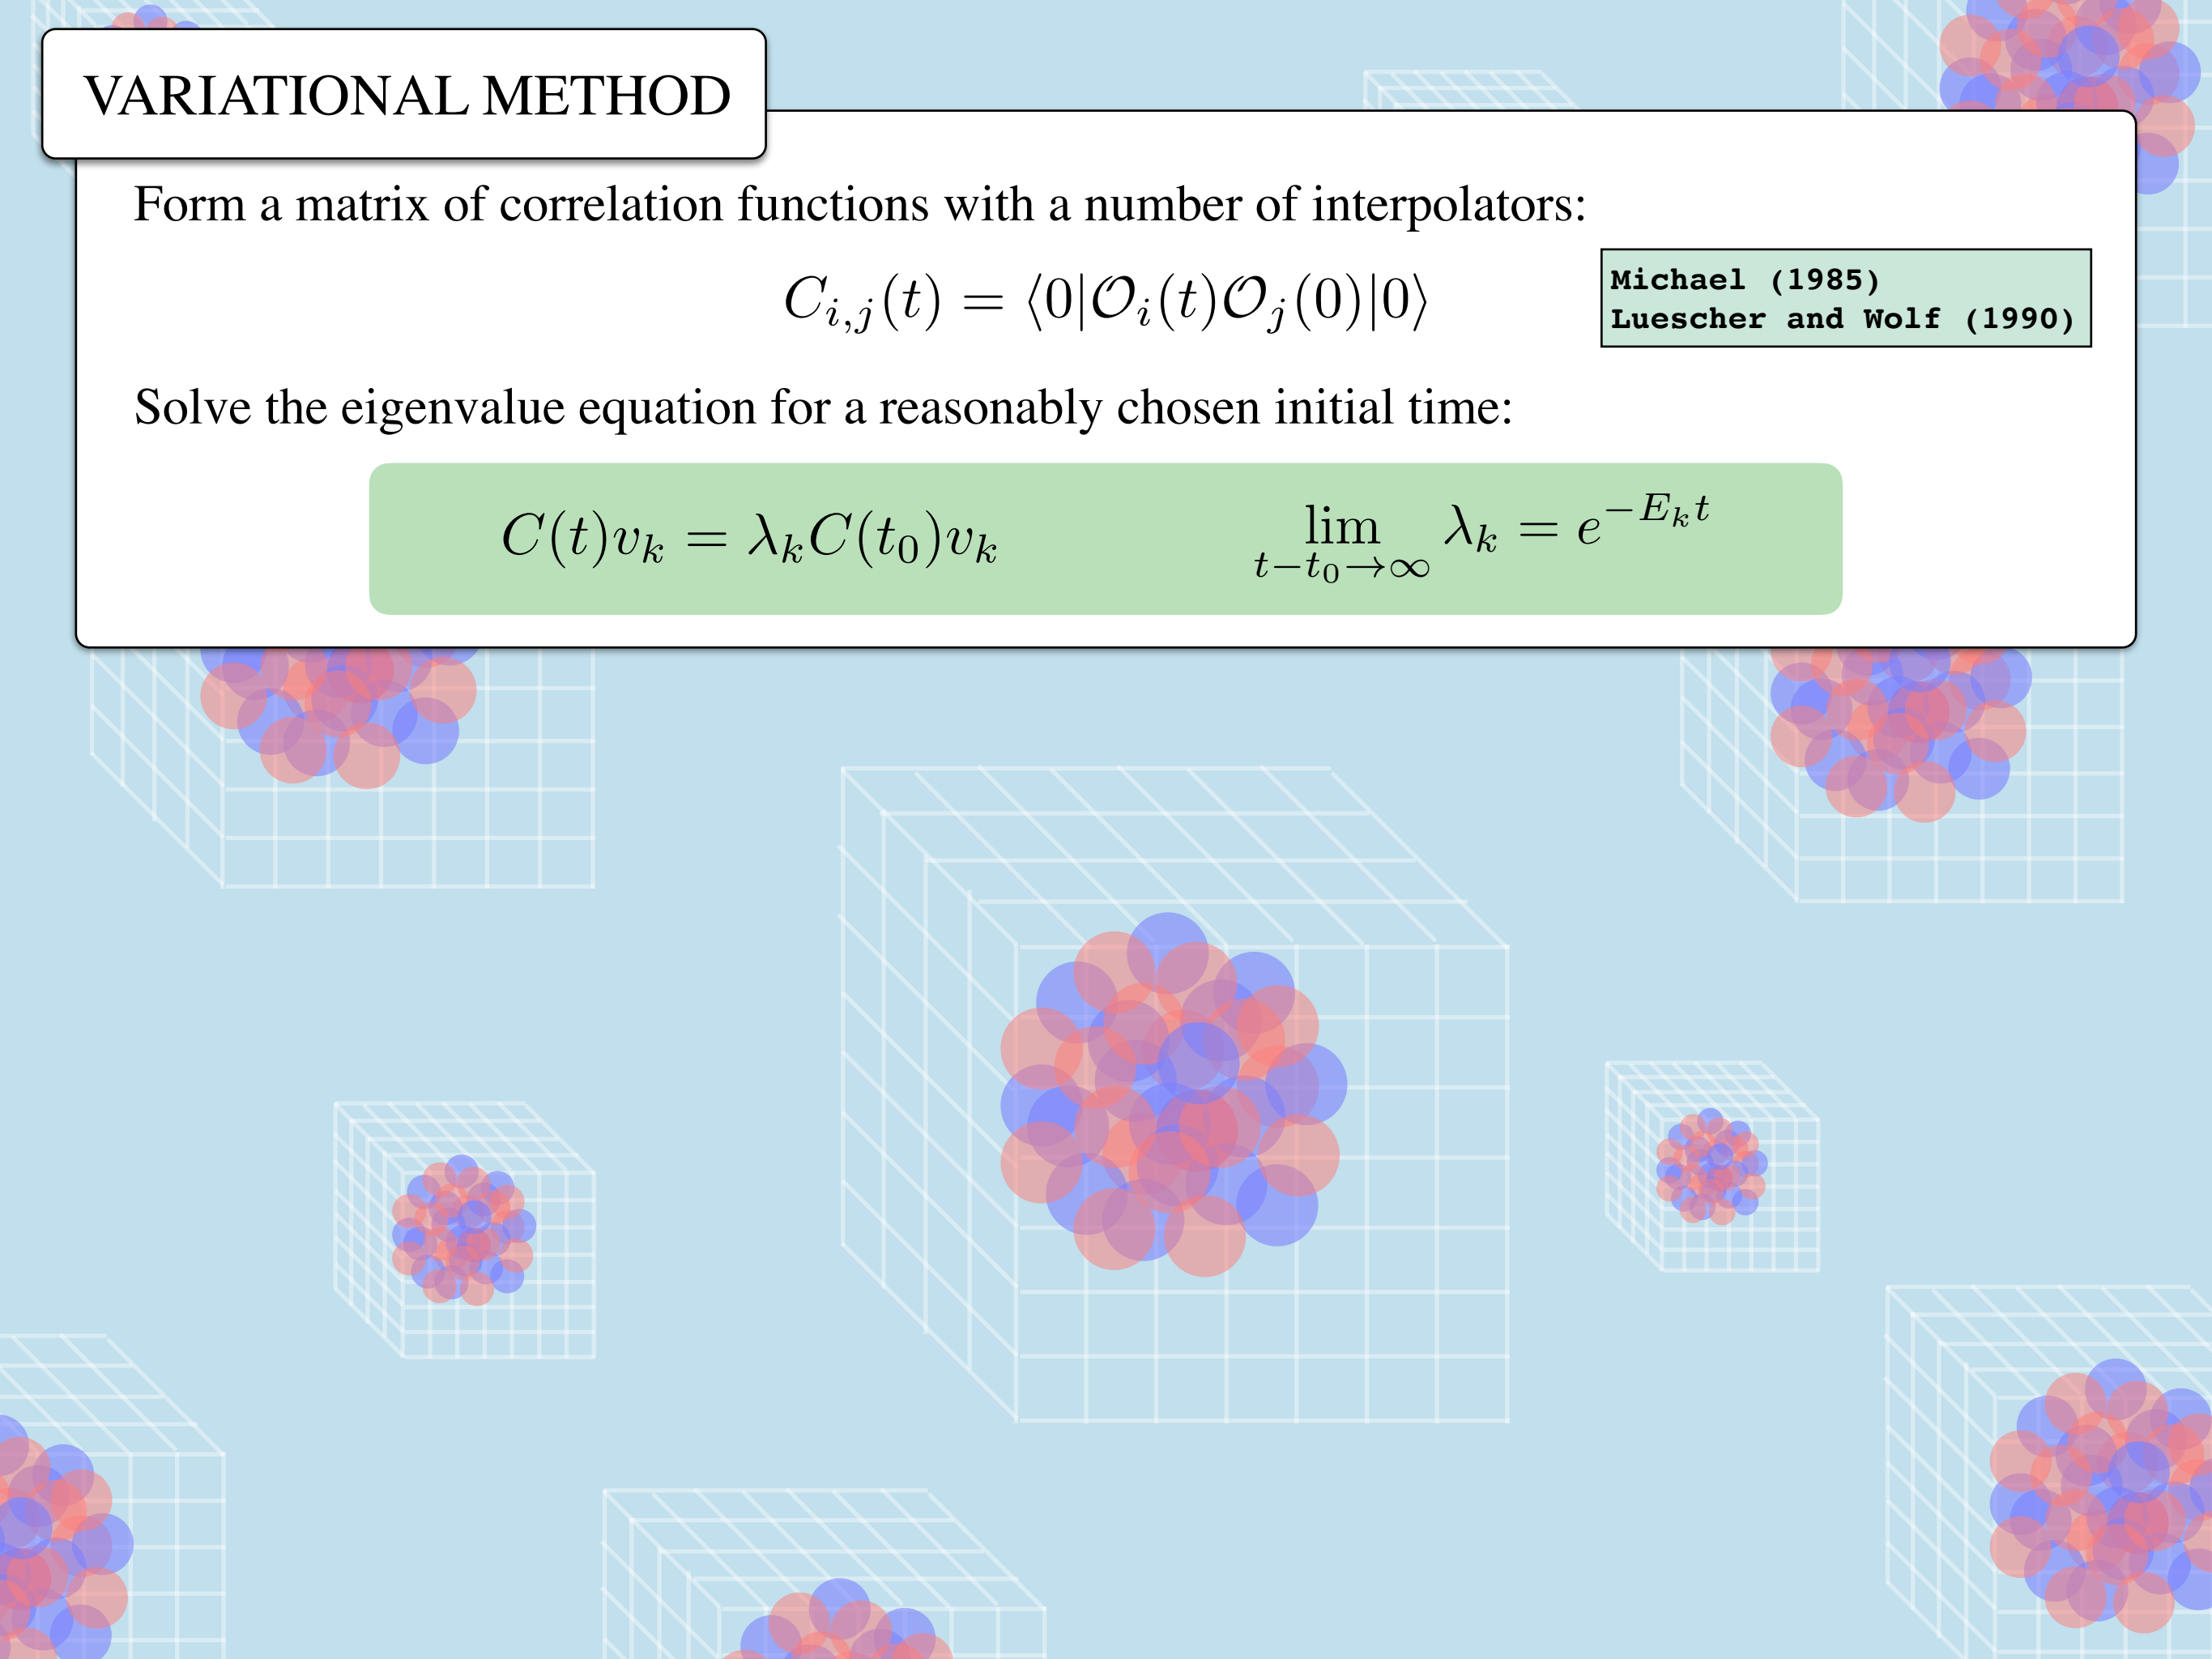 VARIATIONAL METHOD
Form a matrix of correlation functions with a number of interpolators:
C_{i,j}(t) = ⟨0|𝒪_i(t)𝒪_j(0)|0⟩
Michael (1985)
Luescher and Wolf (1990)
Solve the eigenvalue equation for a reasonably chosen initial time:
C(t)v_k = λ_k C(t_0)v_k
lim_{t−t_0→∞} λ_k = e^{−E_k t}